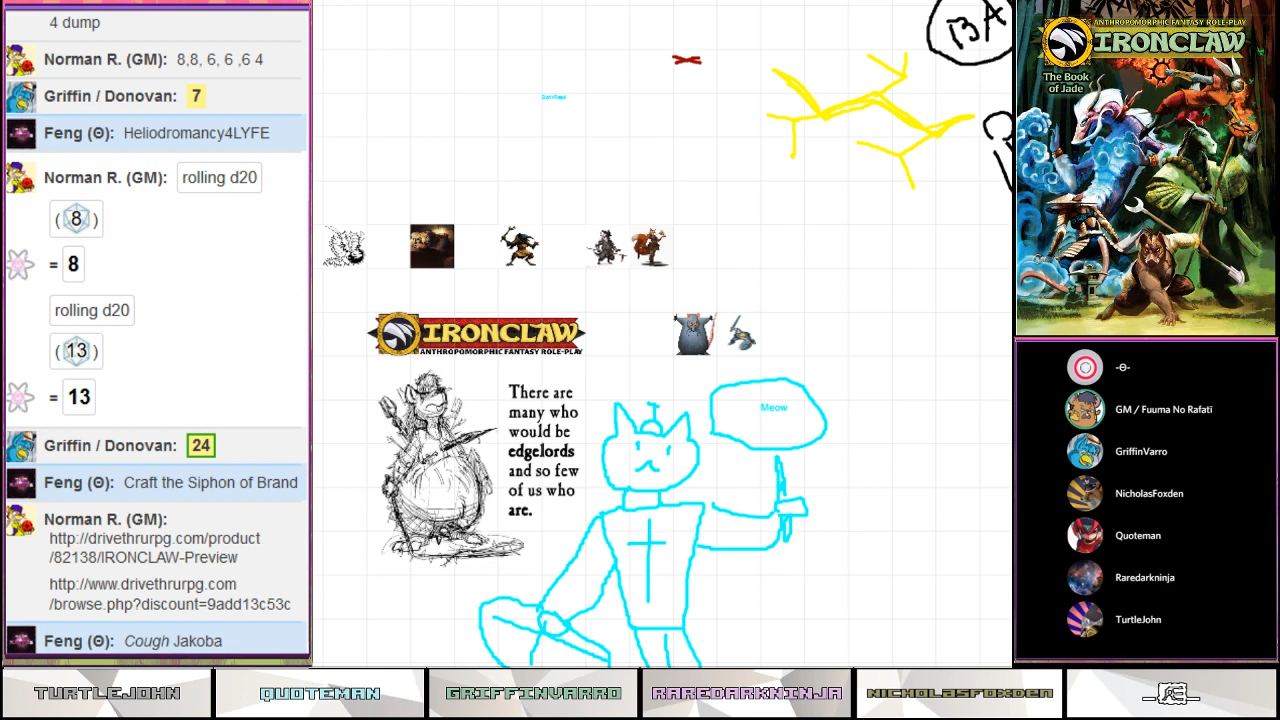 4 dump
Norman R. (GM): 8,8, 6, 6 ,6 4
Griffin / Donovan: 7
Feng (Θ): Heliodromancy4LYFE
Norman R. (GM): rolling d20
( 8 )
= 8
rolling d20
( 13 )
= 13
Griffin / Donovan: 24
Feng (Θ): Craft the Siphon of Brand
Norman R. (GM):
http://drivethrurpg.com/product
/82138/IRONCLAW-Preview
http://www.drivethrurpg.com
/browse.php?discount=9add13c53c
Feng (Θ): Cough Jakoba
BA
IRONCLAW
ANTHROPOMORPHIC FANTASY ROLE-PLAY
There are
many who
would be
edgelords
and so few
of us who
are.
Meow
ANTHROPOMORPHIC FANTASY ROLE-PLAY
IRONCLAW
The Book
of Jade
-Θ-
GM / Fuuma No Rafatï
GriffinVarro
NicholasFoxden
Quoteman
Raredarkninja
TurtleJohn
TURTLEJOHN
QUOTEMAN
GRIFFINVARRO
RAREDARKNINJA
NICHOLASFOXDEN